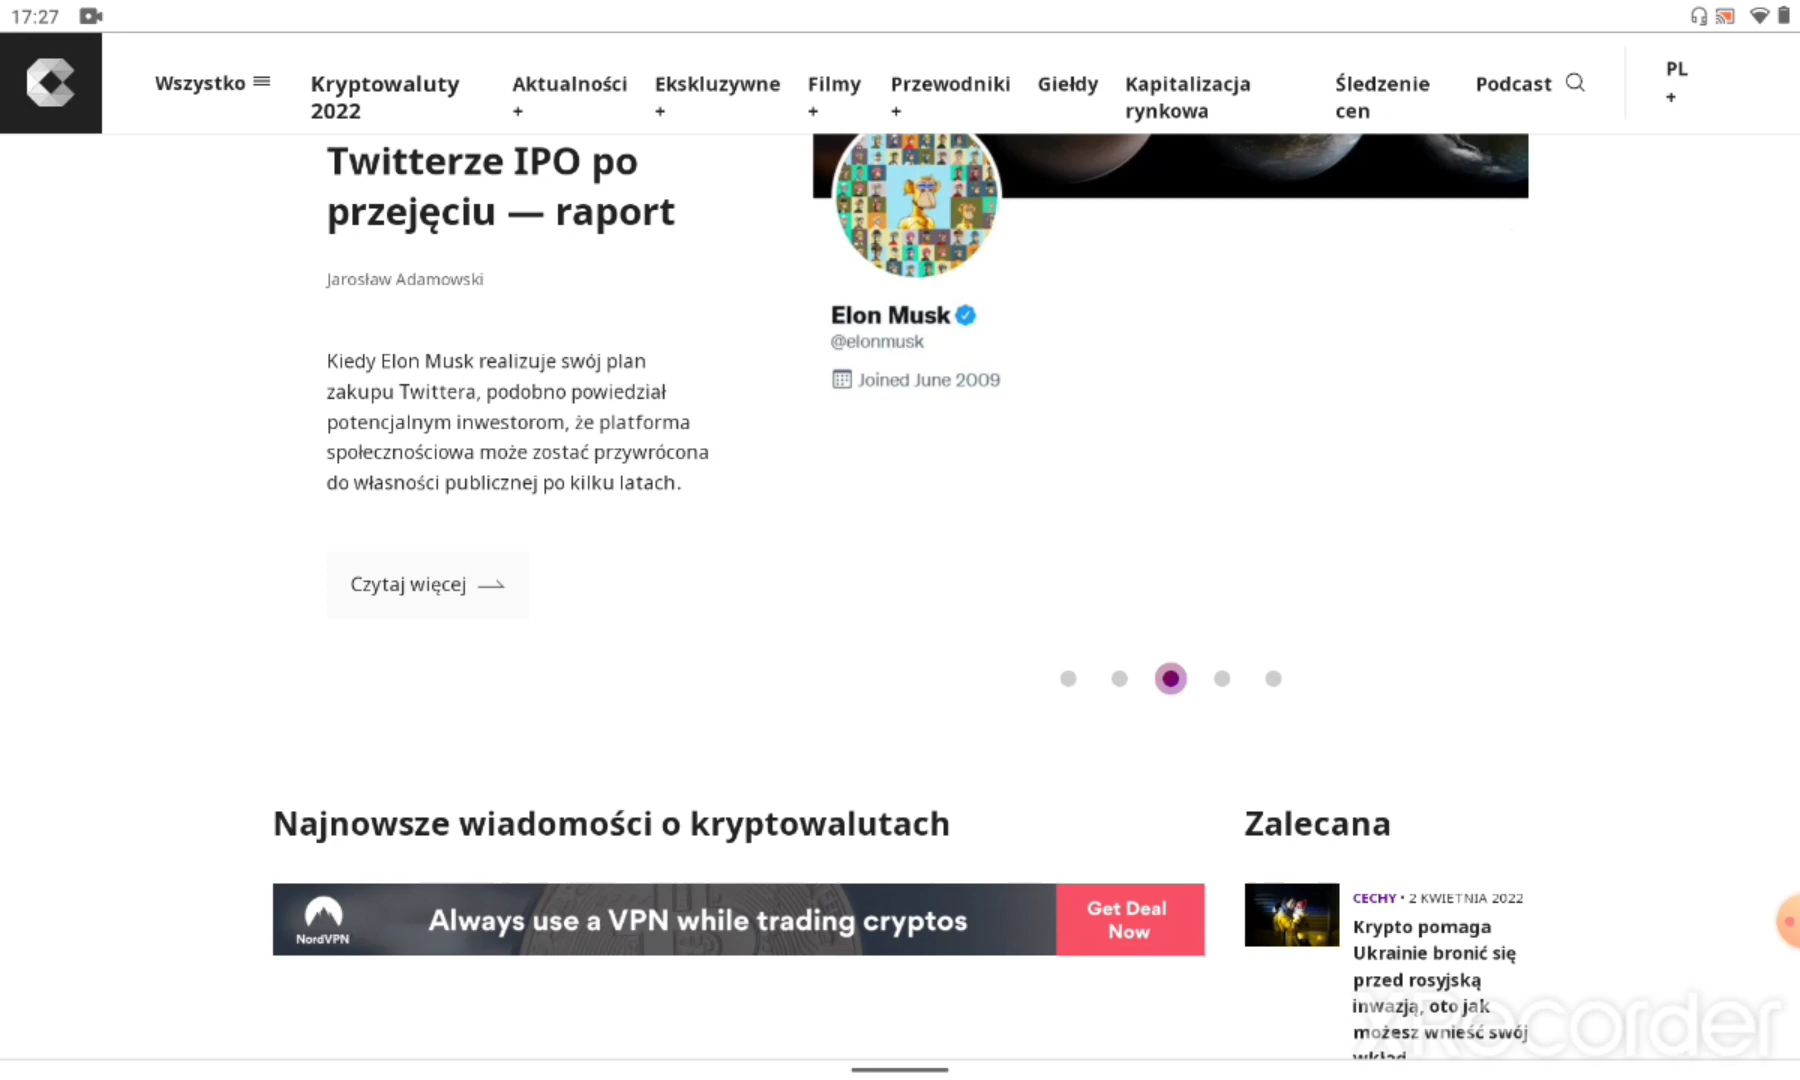 17:27
Wszystko
Kryptowaluty
2022
Aktualności
+
Ekskluzywne
+
Filmy
+
Przewodniki
+
Giełdy
Kapitalizacja
rynkowa
Śledzenie
cen
Podcast
PL
+
Twitterze IPO po
przejęciu — raport
Jarosław Adamowski
Kiedy Elon Musk realizuje swój plan
zakupu Twittera, podobno powiedział
potencjalnym inwestorom, że platforma
społecznościowa może zostać przywrócona
do własności publicznej po kilku latach.
Czytaj więcej
Elon Musk
@elonmusk
Joined June 2009
Najnowsze wiadomości o kryptowalutach
NordVPN
Always use a VPN while trading cryptos
Get Deal
Now
Zalecana
CECHY • 2 KWIETNIA 2022
Krypto pomaga
Ukrainie bronić się
przed rosyjską
inwazją, oto jak
możesz wnieść swój
wkład
XRecorder